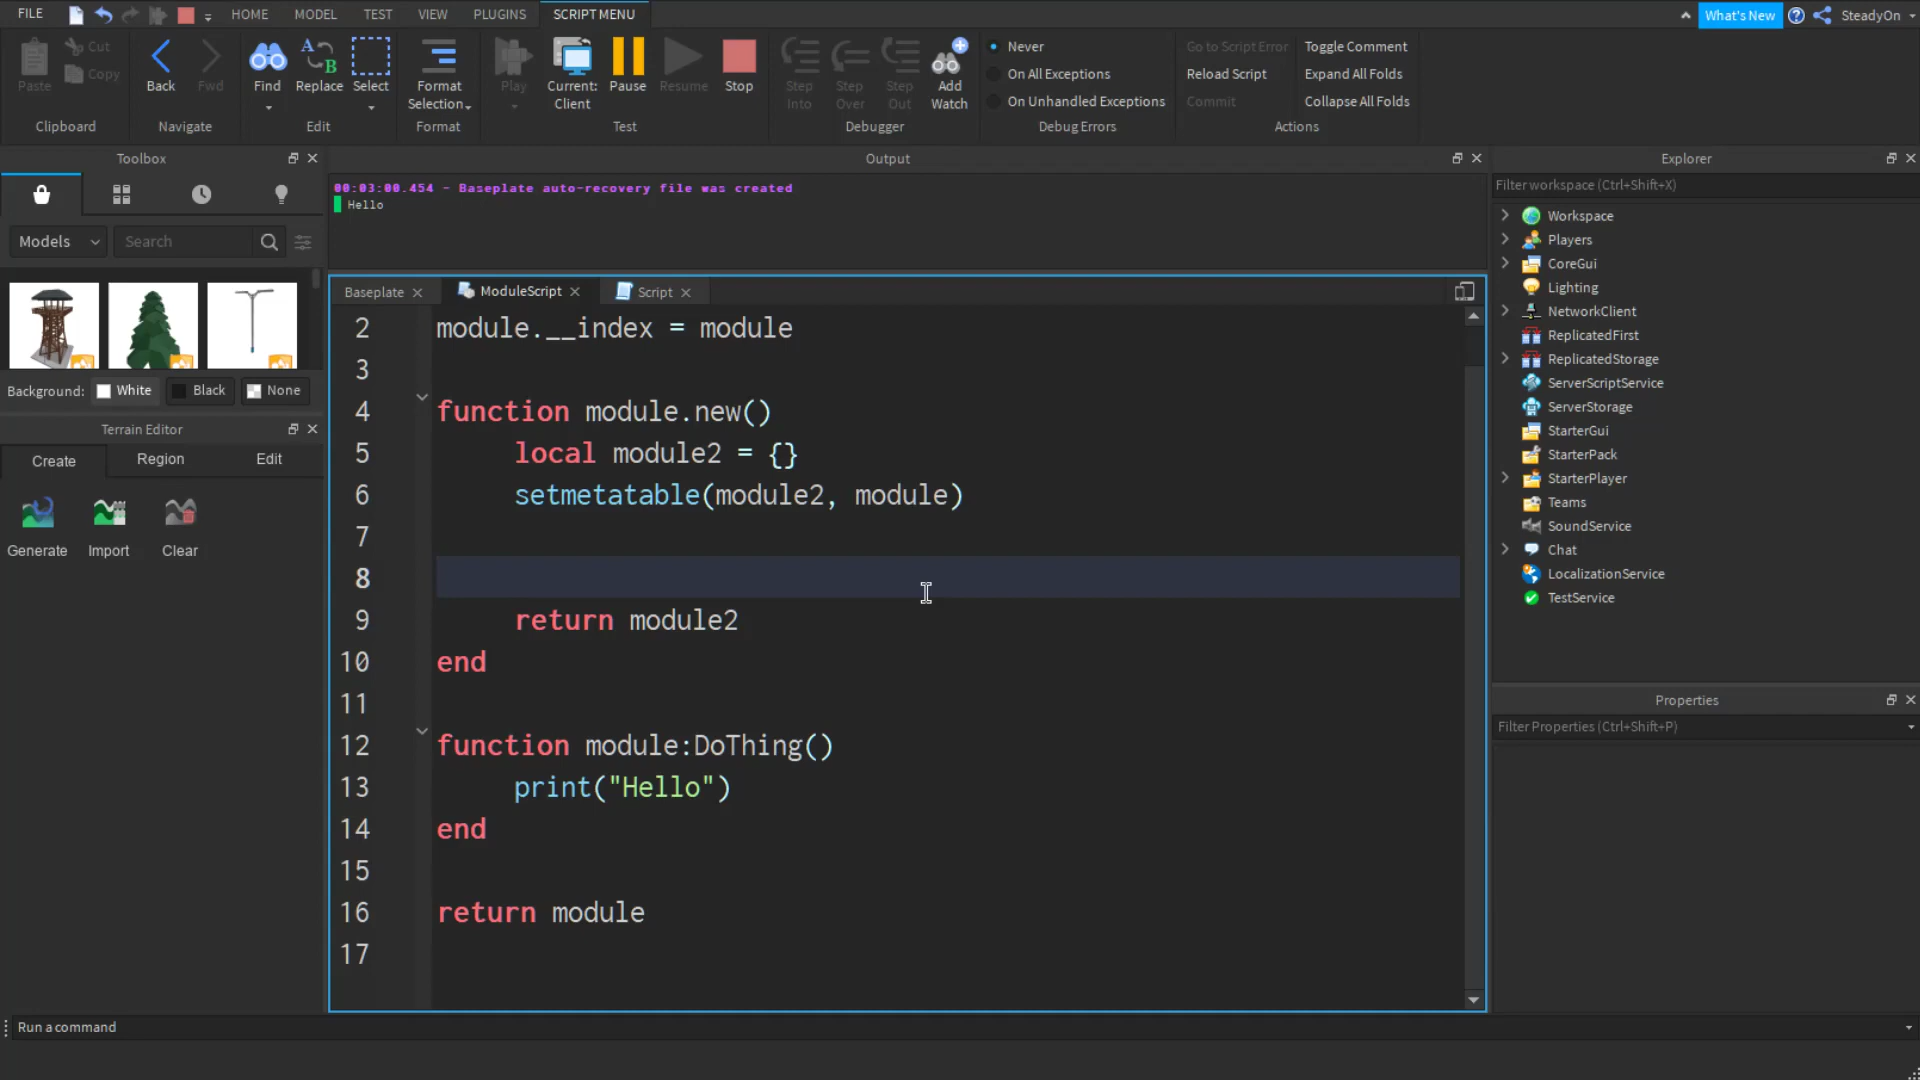 FILE
HOME
MODEL
TEST
VIEW
PLUGINS
SCRIPT MENU
What's New
SteadyOn
Paste
Cut
Copy
Clipboard
Back
Fwd
Navigate
Find
Replace
Select
Edit
Format
Selection
Format
Play
Current:
Client
Pause
Resume
Stop
Test
Step
Into
Step
Over
Step
Out
Add
Watch
Debugger
Never
On All Exceptions
On Unhandled Exceptions
Debug Errors
Go to Script Error
Reload Script
Commit
Toggle Comment
Expand All Folds
Collapse All Folds
Actions
Toolbox
Models
Search
Background:
White
Black
None
Terrain Editor
Create
Region
Edit
Generate
Import
Clear
Output
00:03:00.454 - Baseplate auto-recovery file was created
Hello
Baseplate
ModuleScript
Script
2 module.__index = module
3
4 function module.new()
5 local module2 = {}
6 setmetatable(module2, module)
7
8
9 return module2
10 end
11
12 function module:DoThing()
13 print("Hello")
14 end
15
16 return module
17
Explorer
Filter workspace (Ctrl+Shift+X)
Workspace
Players
CoreGui
Lighting
NetworkClient
ReplicatedFirst
ReplicatedStorage
ServerScriptService
ServerStorage
StarterGui
StarterPack
StarterPlayer
Teams
SoundService
Chat
LocalizationService
TestService
Properties
Filter Properties (Ctrl+Shift+P)
Run a command